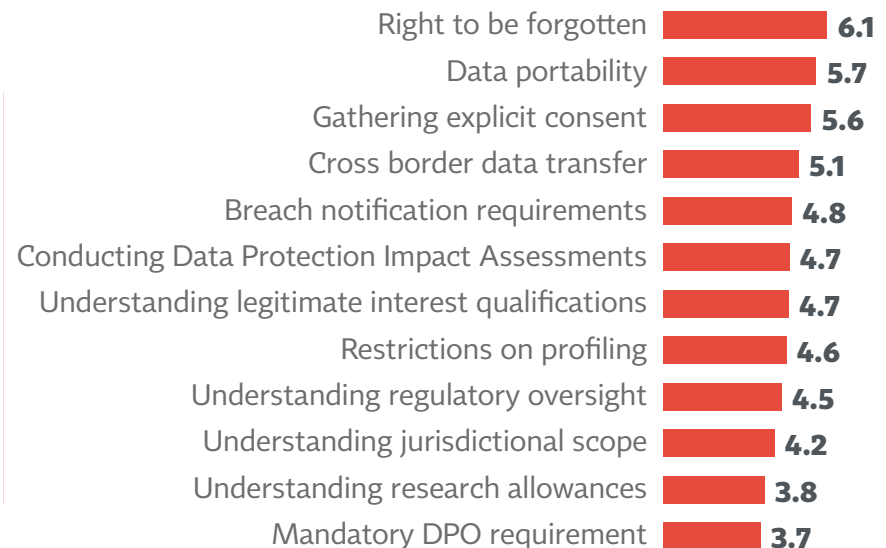 Right to be forgotten 6.1
Data portability 5.7
Gathering explicit consent 5.6
Cross border data transfer 5.1
Breach notification requirements 4.8
Conducting Data Protection Impact Assessments 4.7
Understanding legitimate interest qualifications 4.7
Restrictions on profiling 4.6
Understanding regulatory oversight 4.5
Understanding jurisdictional scope 4.2
Understanding research allowances 3.8
Mandatory DPO requirement 3.7